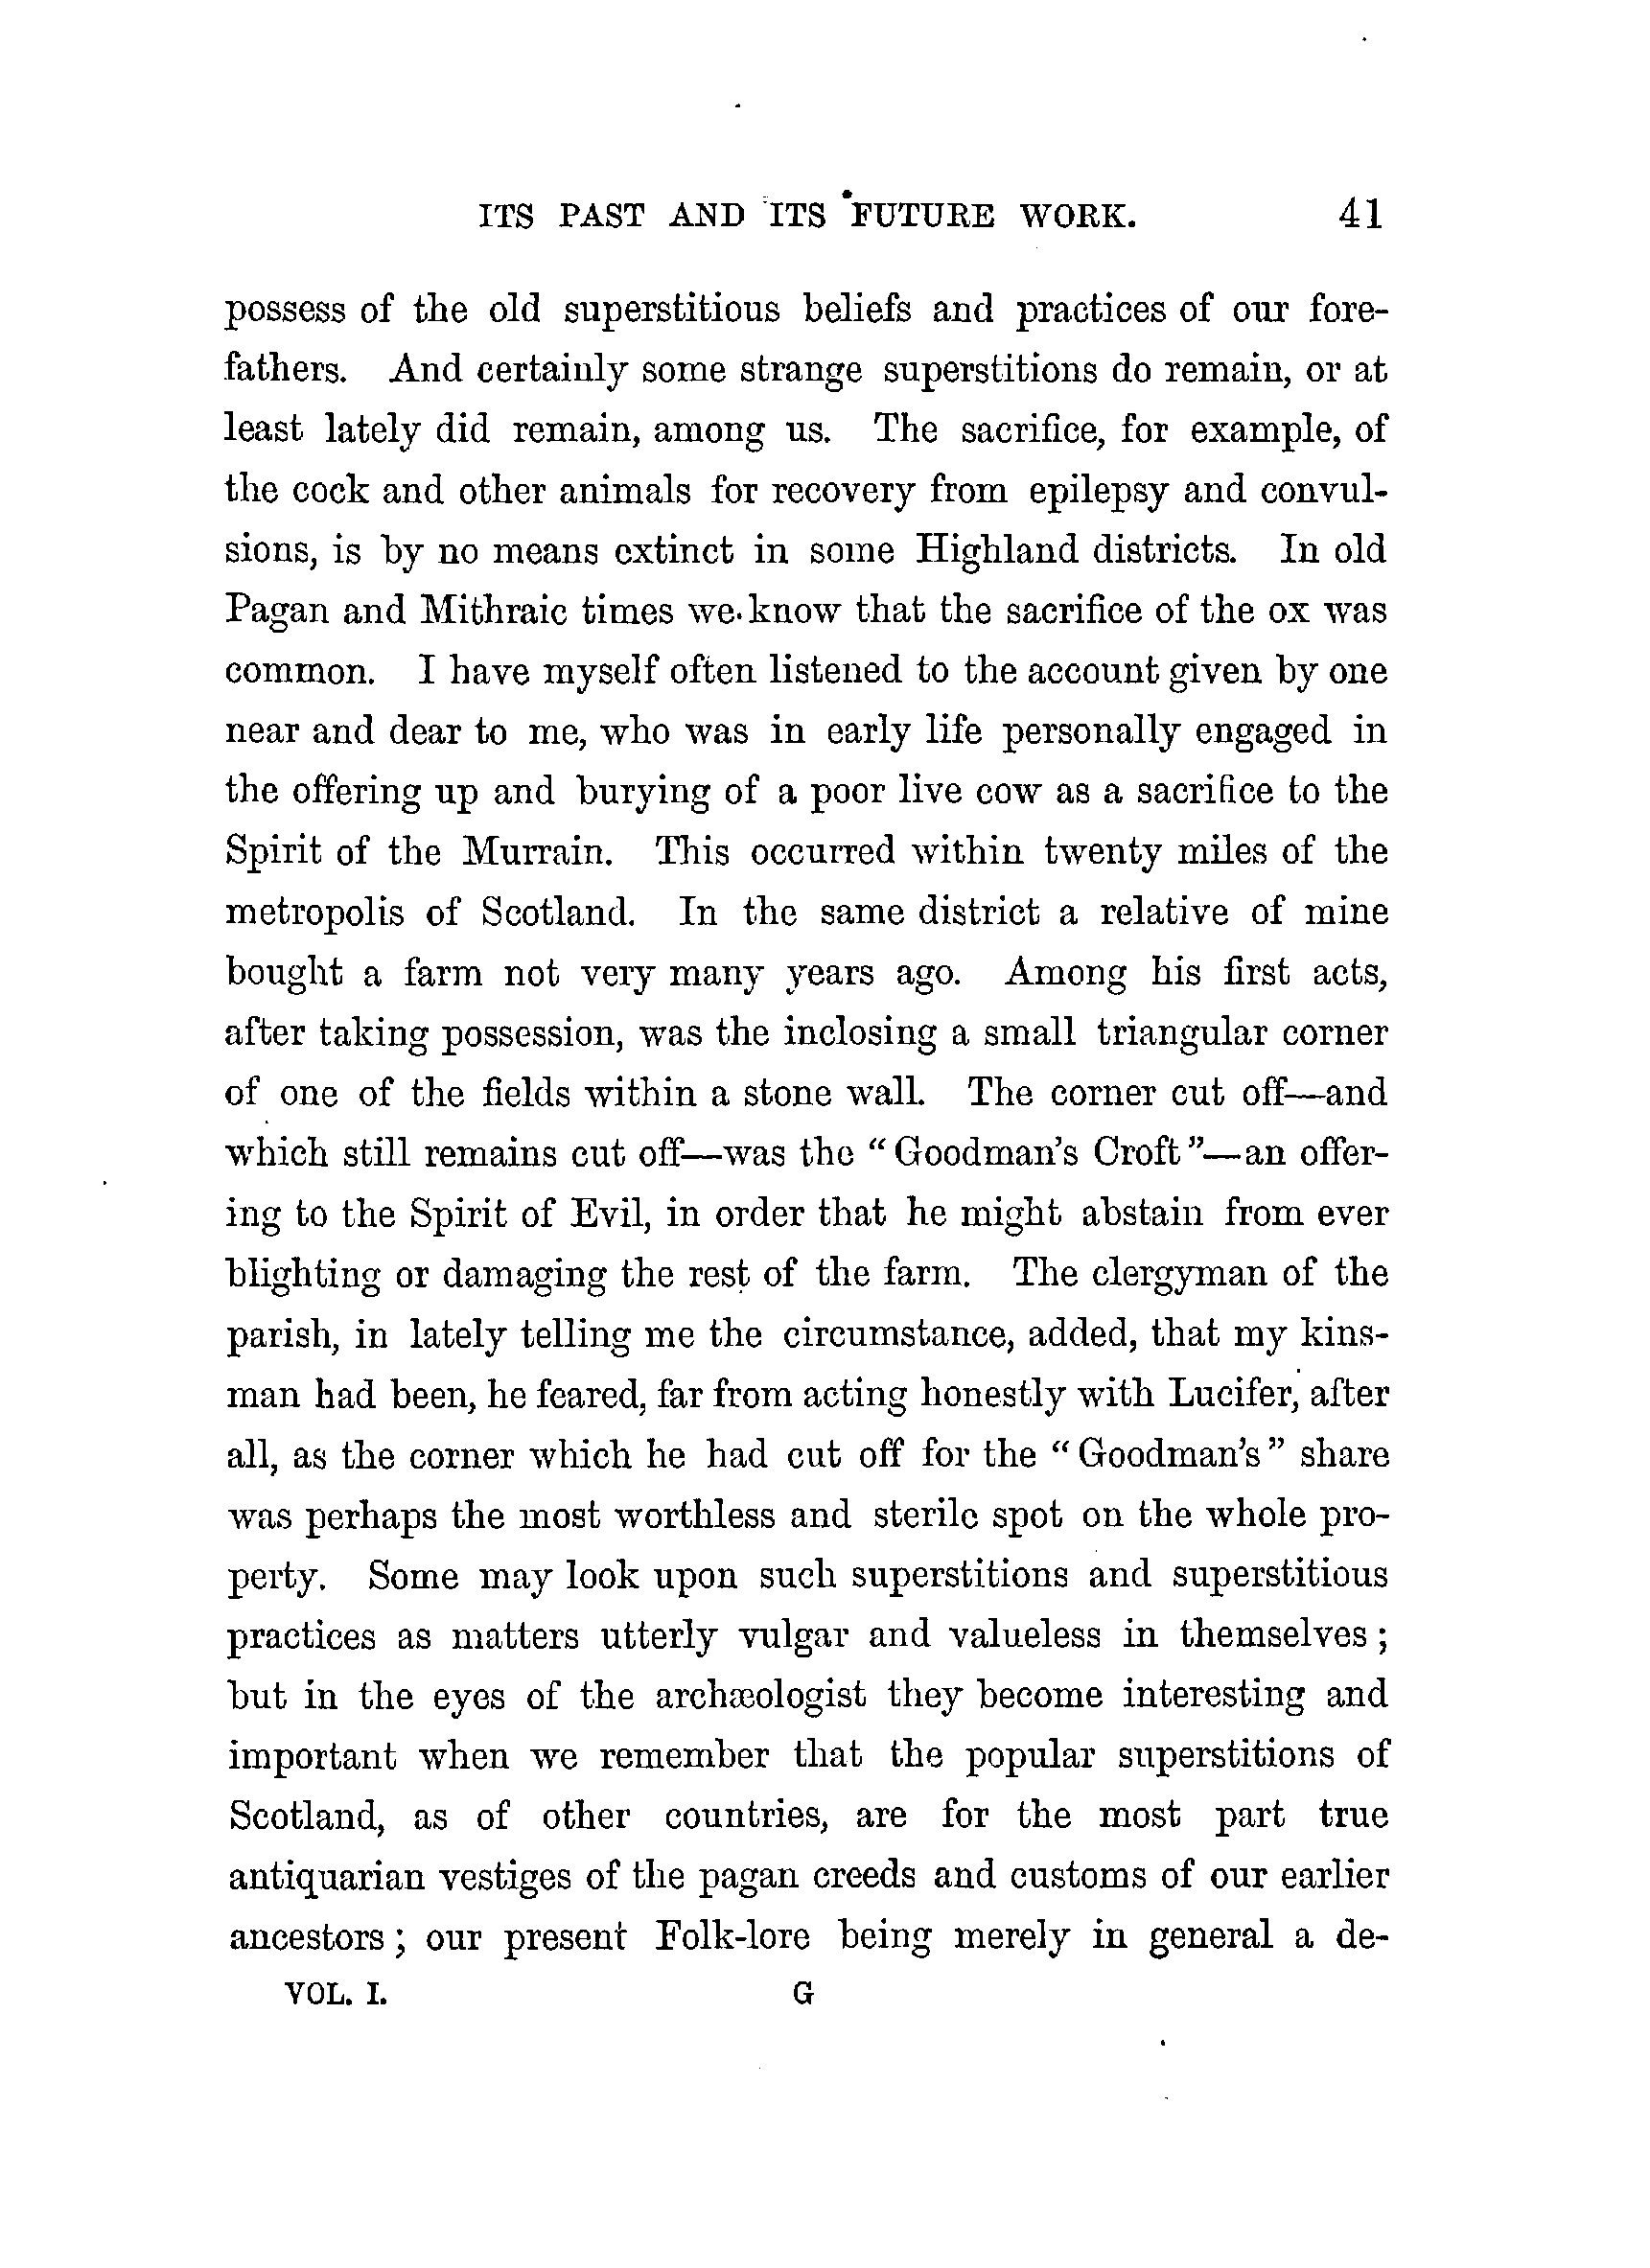 ITS PAST AND ITS FUTURE WORK. 41
possess of the old superstitious beliefs and practices of our fore-
fathers. And certainly some strange superstitions do remain, or at
least lately did remain, among us. The sacrifice, for example, of
the cock and other animals for recovery from epilepsy and convul-
sions, is by no means extinct in some Highland districts. In old
Pagan and Mithraic times we know that the sacrifice of the ox was
common. I have myself often listened to the account given by one
near and dear to me, who was in early life personally engaged in
the offering up and burying of a poor live cow as a sacrifice to the
Spirit of the Murrain. This occurred within twenty miles of the
metropolis of Scotland. In the same district a relative of mine
bought a farm not very many years ago. Among his first acts,
after taking possession, was the inclosing a small triangular corner
of one of the fields within a stone wall. The corner cut off—and
which still remains cut off—was the “Goodman's Croft”—an offer-
ing to the Spirit of Evil, in order that he might abstain from ever
blighting or damaging the rest of the farm. The clergyman of the
parish, in lately telling me the circumstance, added, that my kins-
man had been, he feared, far from acting honestly with Lucifer, after
all, as the corner which he had cut off for the “Goodman's” share
was perhaps the most worthless and sterile spot on the whole pro-
perty. Some may look upon such superstitions and superstitious
practices as matters utterly vulgar and valueless in themselves;
but in the eyes of the archæologist they become interesting and
important when we remember that the popular superstitions of
Scotland, as of other countries, are for the most part true
antiquarian vestiges of the pagan creeds and customs of our earlier
ancestors; our present Folk-lore being merely in general a de-
VOL. I. G